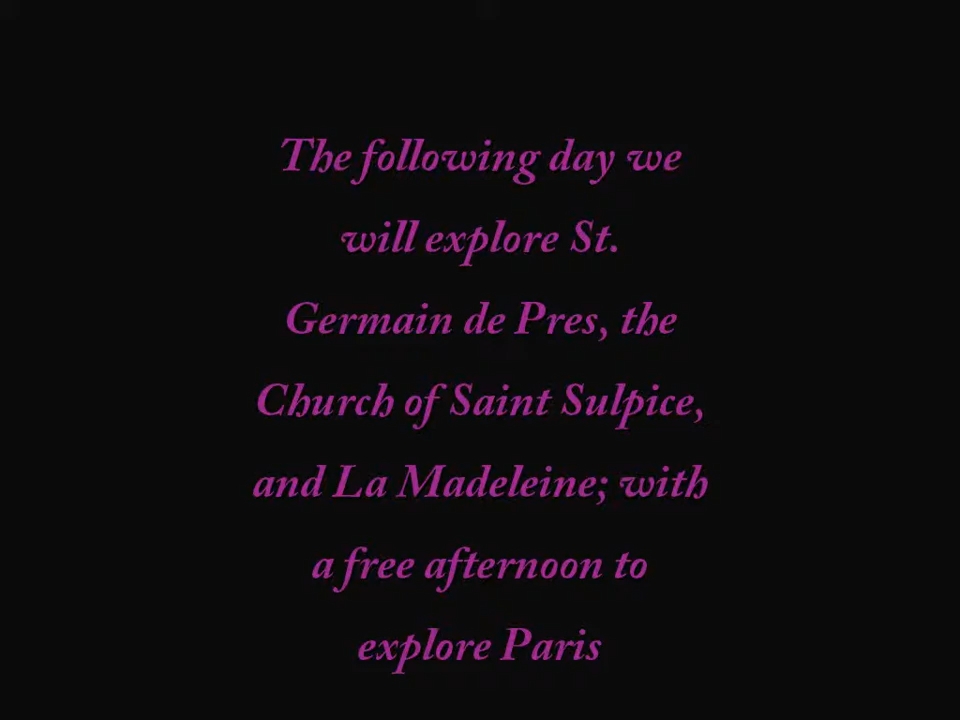 The following day we
will explore St.
Germain de Pres, the
Church of Saint Sulpice,
and La Madeleine; with
a free afternoon to
explore Paris